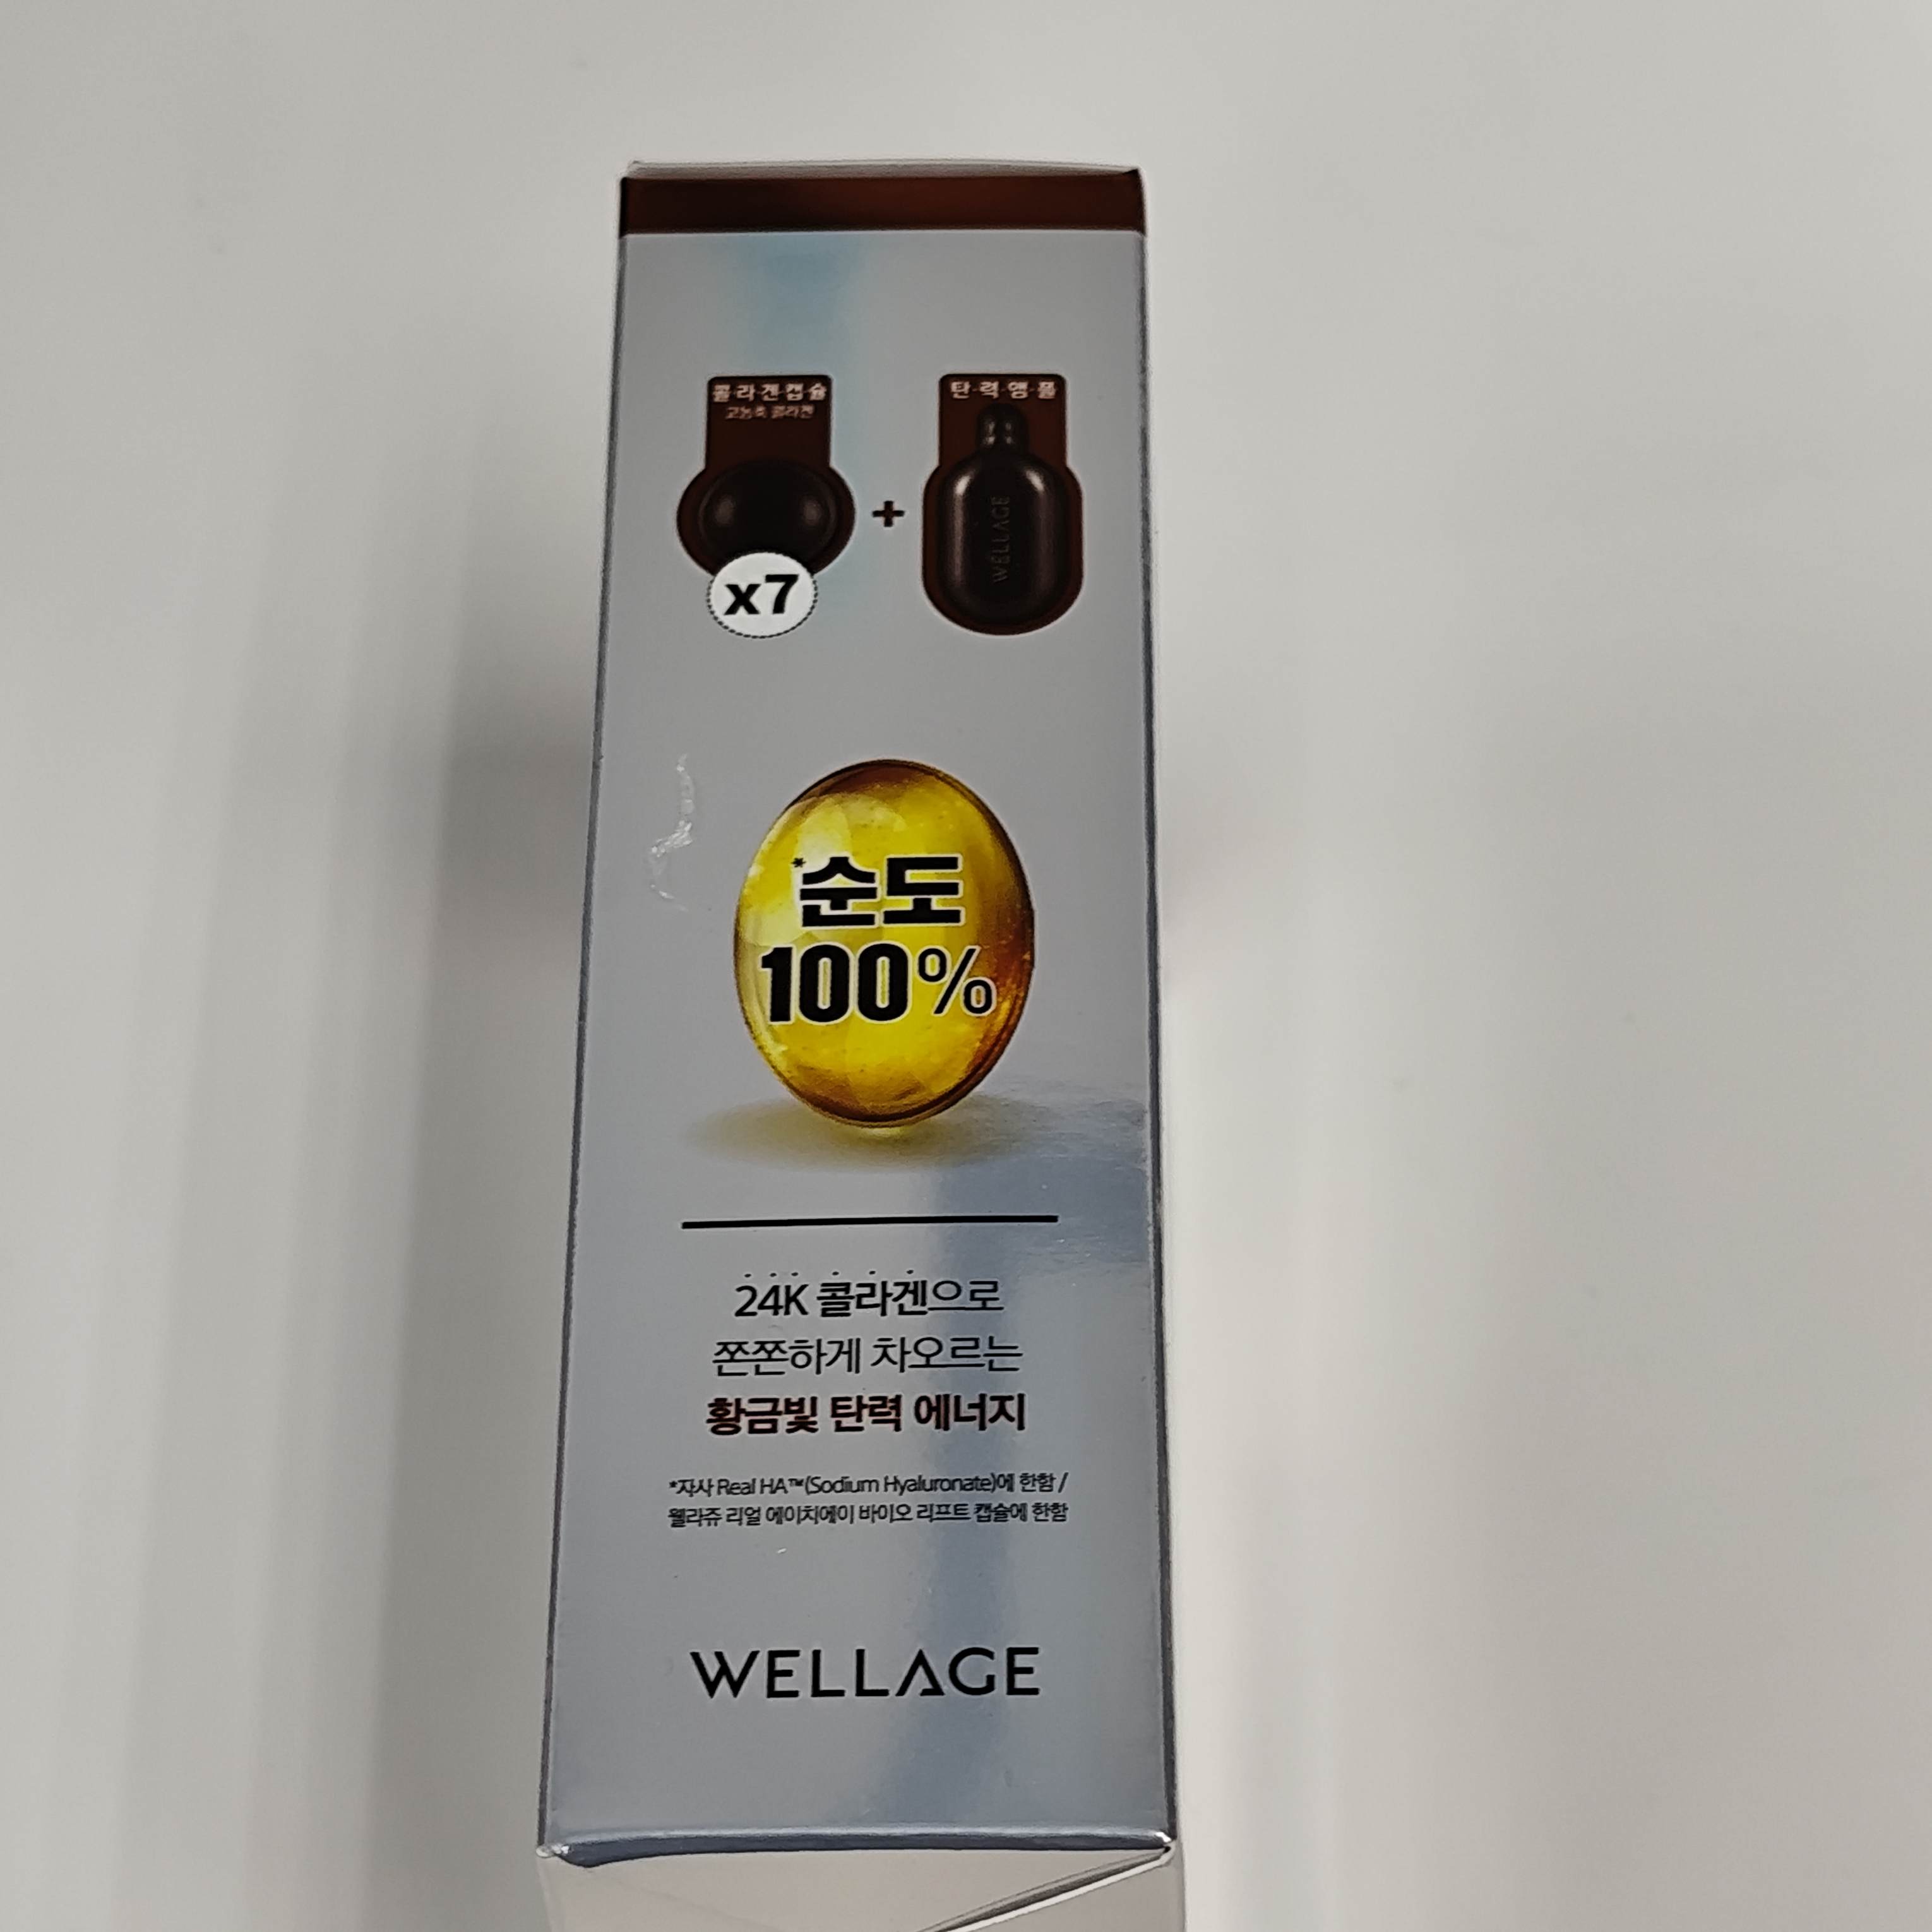 콜라겐캡슐 탄력앰플
고농축 콜라겐
WELLAGE
+
x7
*순도
100%
24K 콜라겐으로
쫀쫀하게 차오르는
황금빛 탄력 에너지
*자사 Real HA™(Sodium Hyaluronate)에 한함 /
웰라쥬 리얼 에이치에이 바이오 리프트 캡슐에 한함
WELLAGE